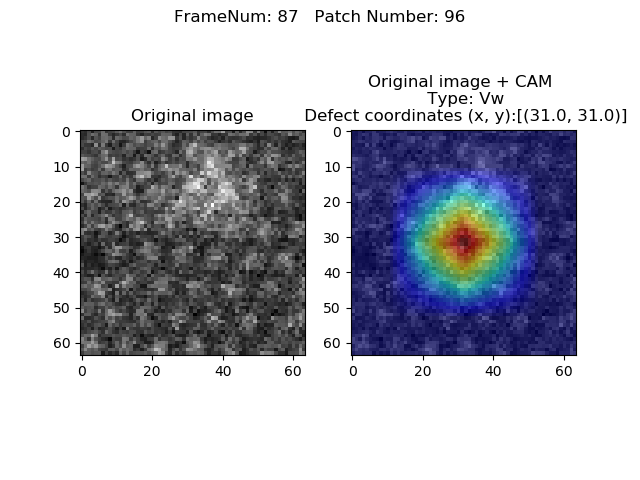 FrameNum: 87   Patch Number: 96
Original image
Original image + CAM
Type: Vw
Defect coordinates (x, y):[(31.0, 31.0)]
0
10
20
30
40
50
60
0 20 40 60
0
10
20
30
40
50
60
0 20 40 60